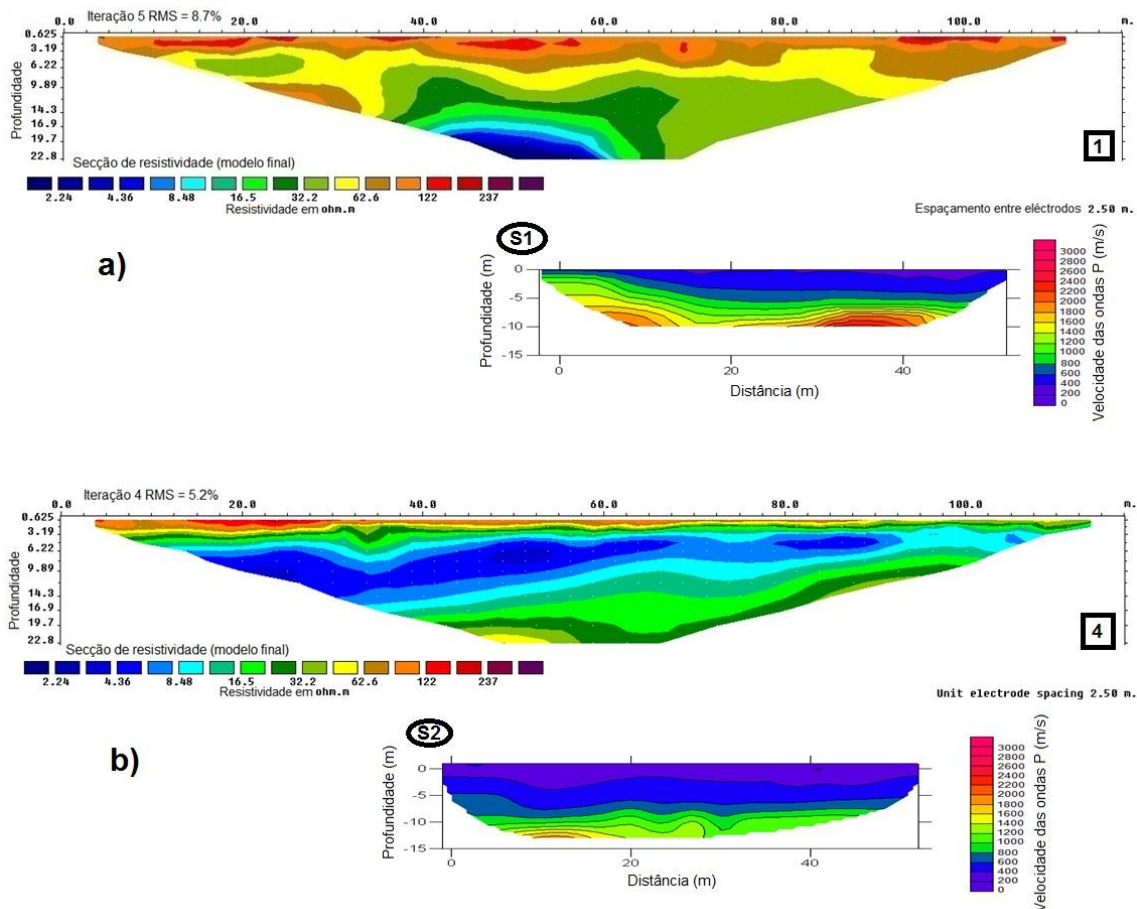 Iteração 5 RMS = 8.7%
0.0 20.0 40.0 60.0 80.0 100.0 m.
Profundidade
0.625
3.19
6.22
9.89
14.3
16.9
19.7
22.8
1
Secção de resistividade (modelo final)
2.24 4.36 8.48 16.5 32.2 62.6 122 237
Resistividade em ohm.m
Espaçamento entre eléctrodos 2.50 m.
a)
S1
Profundidade (m)
0
-5
-10
-15
0 20 40
Distância (m)
3000
2800
2600
2400
2200
2000
1800
1600
1400
1200
1000
800
600
400
200
0
Velocidade das ondas P (m/s)
Iteração 4 RMS = 5.2%
0.0 20.0 40.0 60.0 80.0 100.0 m.
Profundidade
0.625
3.19
6.22
9.89
14.3
16.9
19.7
22.8
4
Secção de resistividade (modelo final)
2.24 4.36 8.48 16.5 32.2 62.6 122 237
Resistividade em ohm.m
Unit electrode spacing 2.50 m.
b)
S2
Profundidade (m)
0
-5
-10
-15
0 20 40
Distância (m)
3000
2800
2600
2400
2200
2000
1800
1600
1400
1200
1000
800
600
400
200
0
Velocidade das ondas P (m/s)